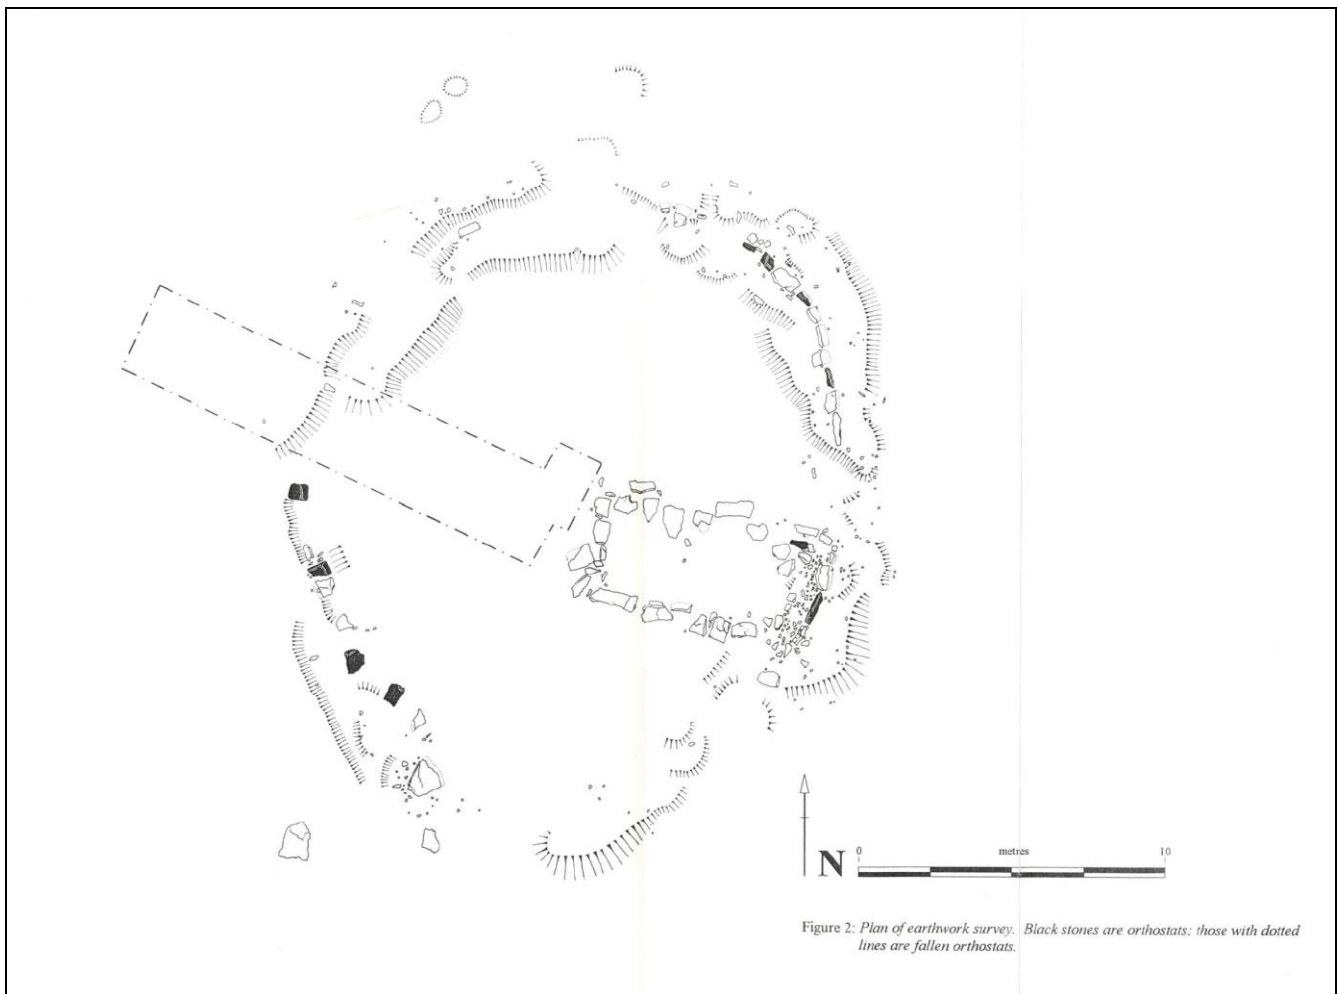 0 metres 10
N
Figure 2: Plan of earthwork survey. Black stones are orthostats; those with dotted
lines are fallen orthostats.